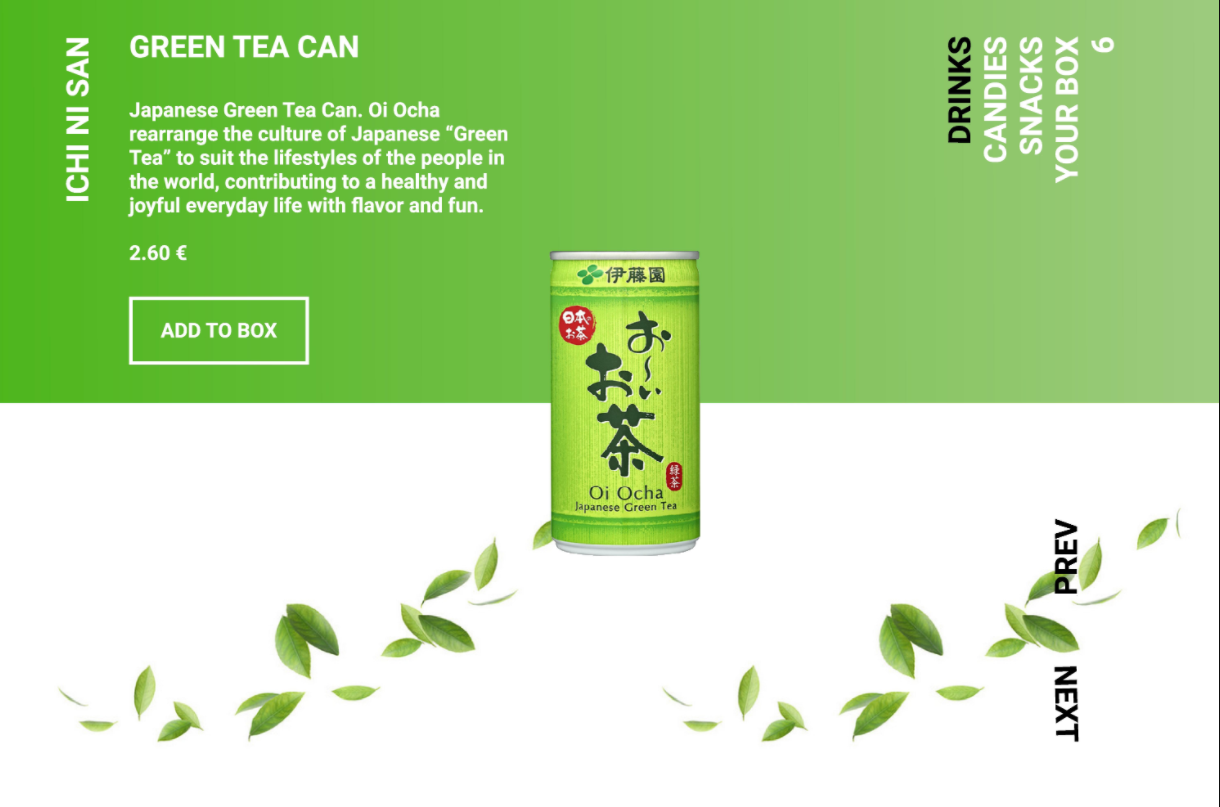 ICHI NI SAN
GREEN TEA CAN
Japanese Green Tea Can. Oi Ocha
rearrange the culture of Japanese “Green
Tea” to suit the lifestyles of the people in
the world, contributing to a healthy and
joyful everyday life with flavor and fun.
2.60 €
ADD TO BOX
DRINKS
CANDIES
SNACKS
YOUR BOX
6
伊藤園
日本の
お茶
お〜い
お茶
緑茶
Oi Ocha
Japanese Green Tea
PREV
NEXT